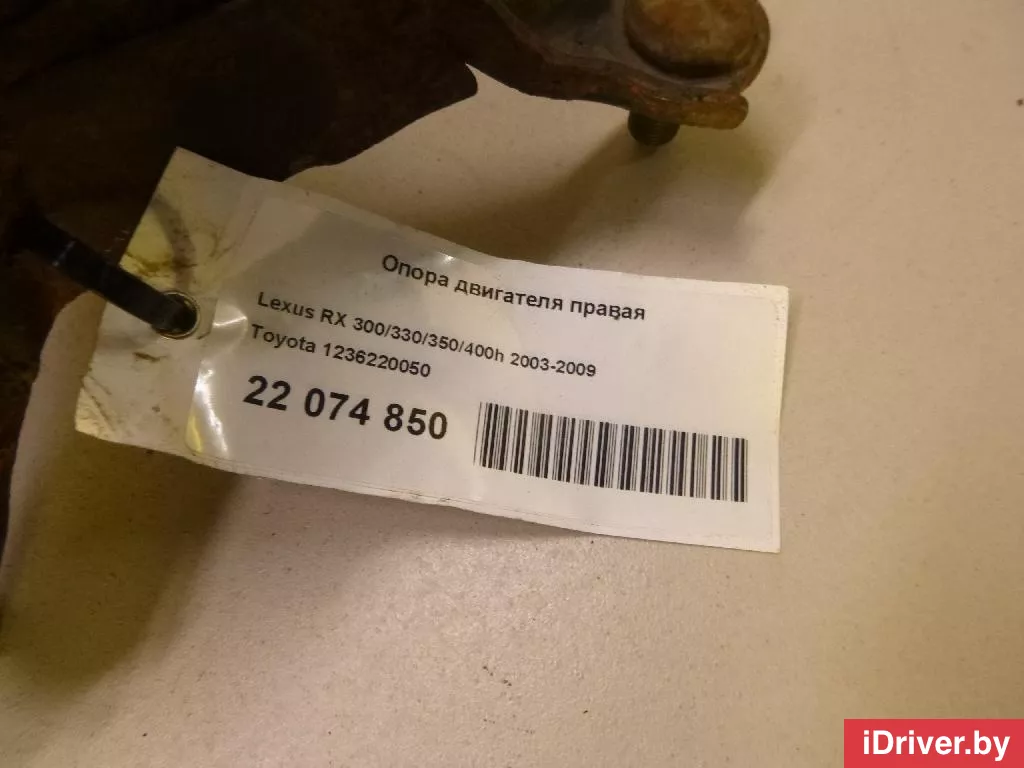 Опора двигателя правая
Lexus RX 300/330/350/400h 2003-2009
Toyota 1236220050
22 074 850
iDriver.by